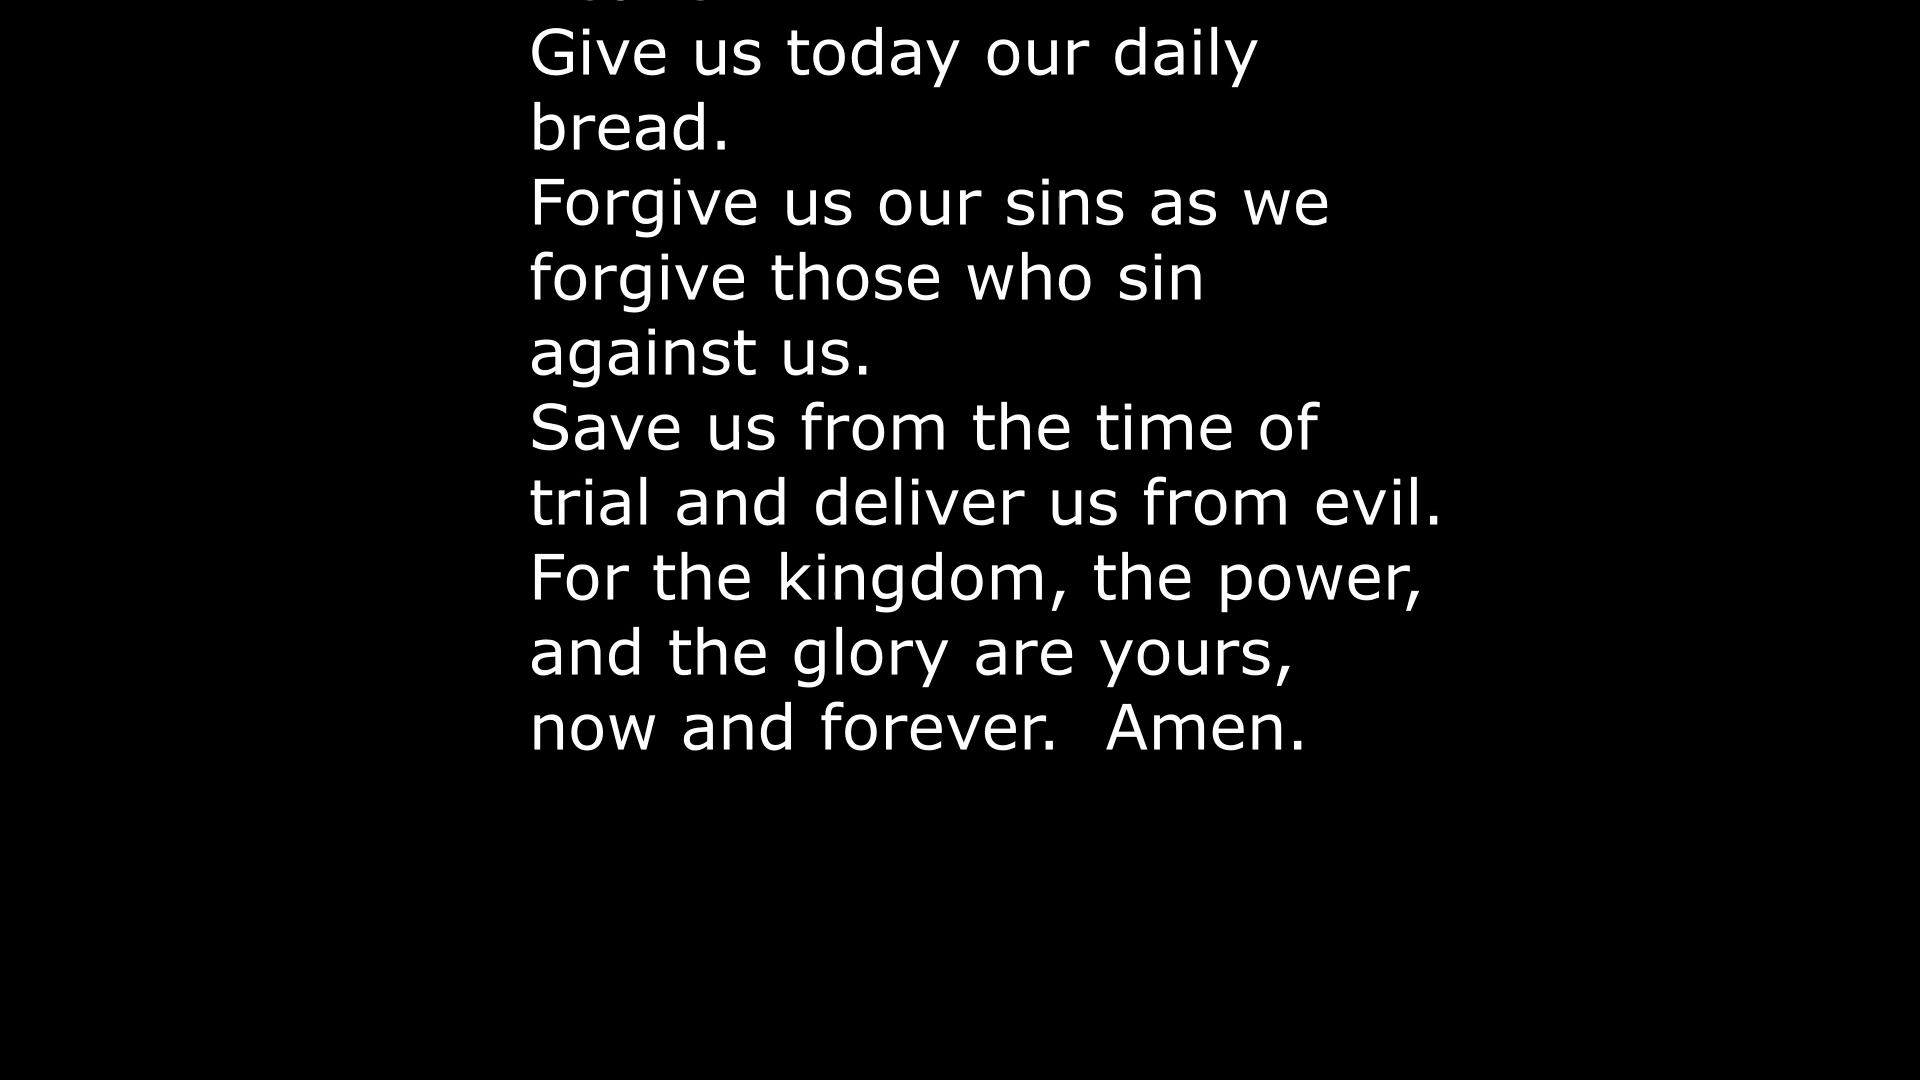 Give us today our daily
bread.
Forgive us our sins as we
forgive those who sin
against us.
Save us from the time of
trial and deliver us from evil.
For the kingdom, the power,
and the glory are yours,
now and forever.  Amen.